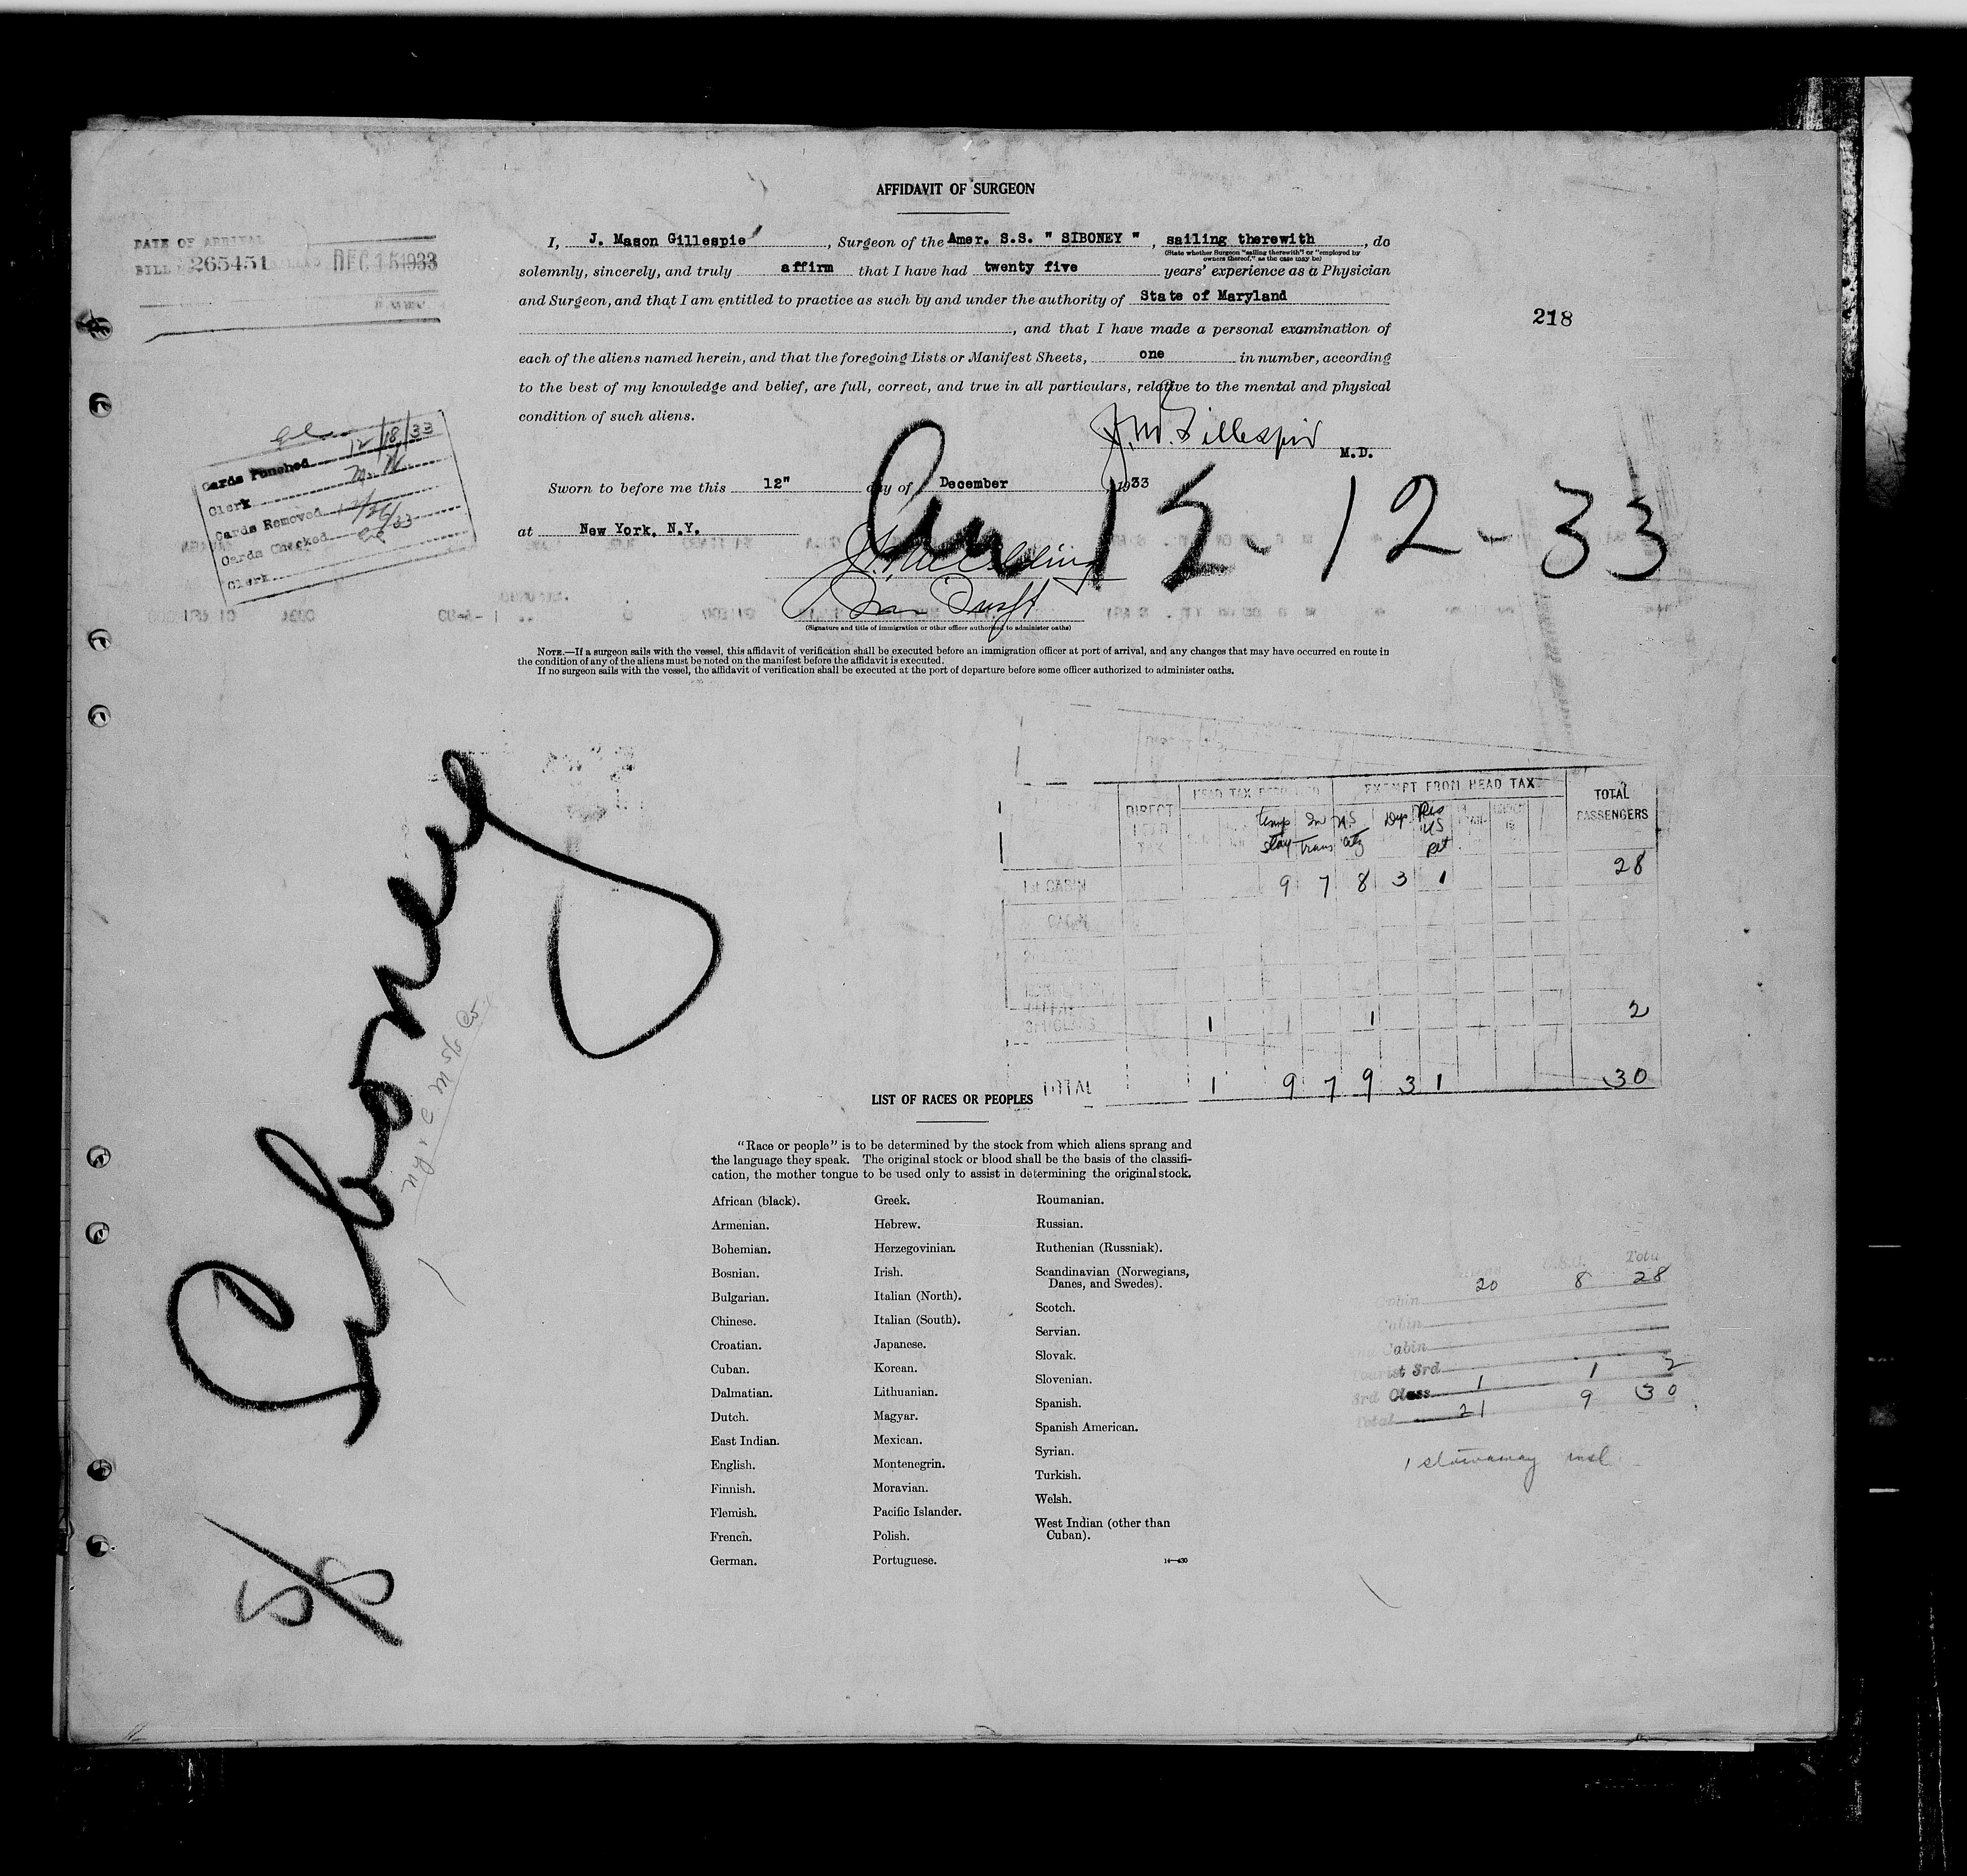 AFFIDAVIT OF SURGEON
DATE OF ARRIVAL
BILL 265451 DEC 15 1933
I, J. Mason Gillespie, Surgeon of the Amer. S.S. " SIBONEY ", sailing therewith, do
(State whether Surgeon "sailing therewith" or "employed by owners thereof," as the case may be)
solemnly, sincerely, and truly affirm that I have had twenty five years' experience as a Physician
and Surgeon, and that I am entitled to practice as such by and under the authority of State of Maryland
, and that I have made a personal examination of
218
each of the aliens named herein, and that the foregoing Lists or Manifest Sheets, one in number, according
to the best of my knowledge and belief, are full, correct, and true in all particulars, relative to the mental and physical
condition of such aliens.
J. M. Gillespie
M.D.
Cards Punched 12/18/33
Clerk
Cards Removed
Cards Checked
Clerk
Sworn to before me this 12" day of December, 1933
at New York, N.Y.
15-12-33
(Signature and title of immigration or other officer authorized to administer oaths)
NOTE.—If a surgeon sails with the vessel, this affidavit of verification shall be executed before an immigration officer at port of arrival, and any changes that may have occurred en route in
the condition of any of the aliens must be noted on the manifest before the affidavit is executed.
If no surgeon sails with the vessel, the affidavit of verification shall be executed at the port of departure before some officer authorized to administer oaths.
S/S Siboney
DIRECT HEAD TAX EXEMPT FROM HEAD TAX TOTAL PASSENGERS
Temp Stay In Trans U.S. Ctz Dip Res U.S. Ret
1st CABIN 9 7 8 3 1 28
3rd CLASS 1 1 2
TOTAL 1 9 7 9 3 1 30
LIST OF RACES OR PEOPLES
"Race or people" is to be determined by the stock from which aliens sprang and
the language they speak. The original stock or blood shall be the basis of the classifi-
cation, the mother tongue to be used only to assist in determining the original stock.
African (black).
Armenian.
Bohemian.
Bosnian.
Bulgarian.
Chinese.
Croatian.
Cuban.
Dalmatian.
Dutch.
East Indian.
English.
Finnish.
Flemish.
French.
German.
Greek.
Hebrew.
Herzegovinian.
Irish.
Italian (North).
Italian (South).
Japanese.
Korean.
Lithuanian.
Magyar.
Mexican.
Montenegrin.
Moravian.
Pacific Islander.
Polish.
Portuguese.
Roumanian.
Russian.
Ruthenian (Russniak).
Scandinavian (Norwegians,
Danes, and Swedes).
Scotch.
Servian.
Slovak.
Slovenian.
Spanish.
Spanish American.
Syrian.
Turkish.
Welsh.
West Indian (other than
Cuban).
Total
Cabin 20 8 28
Cabin
Cabin
Tourist 3rd
3rd Class 1 1 2
Total 21 9 30
1 stowaway